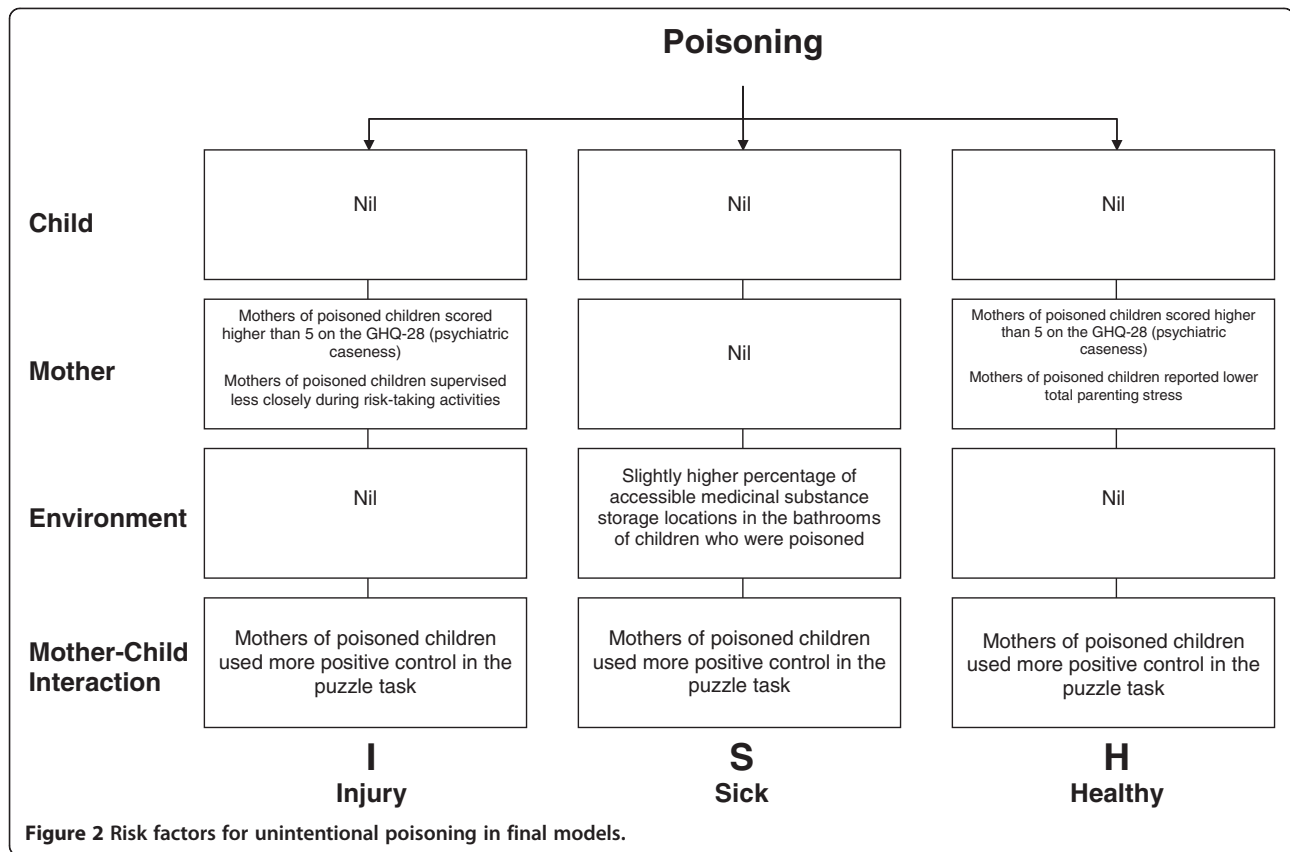 Poisoning
Child
Nil
Nil
Nil
Mother
Mothers of poisoned children scored
higher than 5 on the GHQ-28 (psychiatric
caseness)
Mothers of poisoned children supervised
less closely during risk-taking activities
Nil
Mothers of poisoned children scored higher
than 5 on the GHQ-28 (psychiatric
caseness)
Mothers of poisoned children reported lower
total parenting stress
Environment
Nil
Slightly higher percentage of
accessible medicinal substance
storage locations in the bathrooms
of children who were poisoned
Nil
Mother-Child
Interaction
Mothers of poisoned children
used more positive control in the
puzzle task
Mothers of poisoned children
used more positive control in the
puzzle task
Mothers of poisoned children
used more positive control in the
puzzle task
I
Injury
S
Sick
H
Healthy
Figure 2 Risk factors for unintentional poisoning in final models.